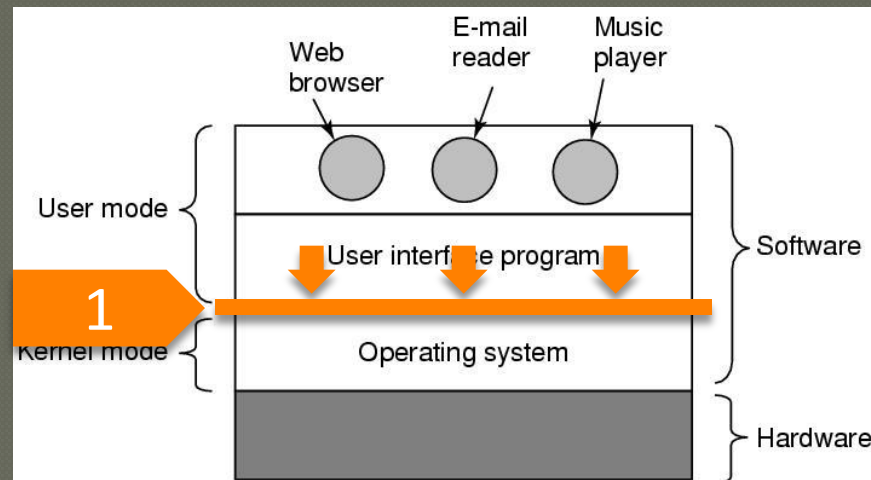 E-mail
reader
Music
player
Web
browser
User mode
User interface program
Software
1
Kernel mode
Operating system
Hardware